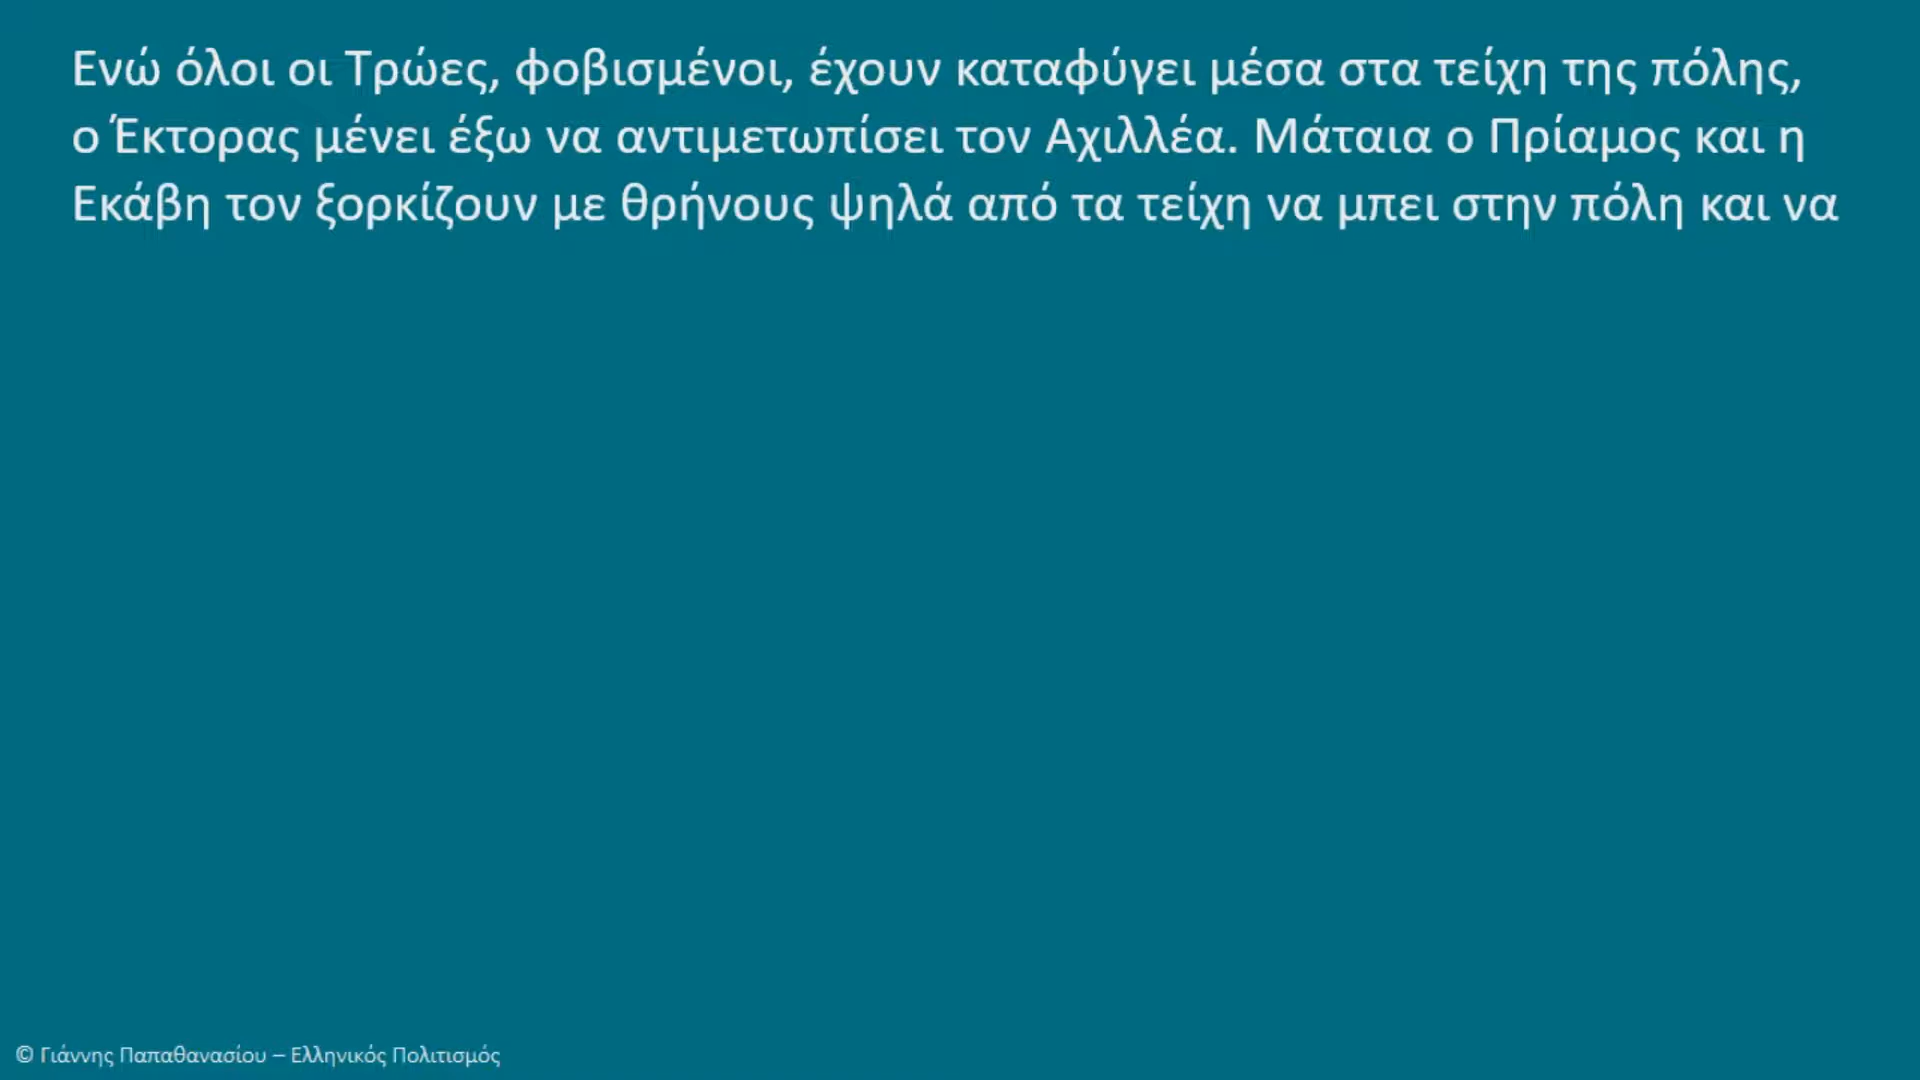 Ενώ όλοι οι Τρώες, φοβισμένοι, έχουν καταφύγει μέσα στα τείχη της πόλης,
ο Έκτορας μένει έξω να αντιμετωπίσει τον Αχιλλέα. Μάταια ο Πρίαμος και η
Εκάβη τον ξορκίζουν με θρήνους ψηλά από τα τείχη να μπει στην πόλη και να
© Γιάννης Παπαθανασίου – Ελληνικός Πολιτισμός